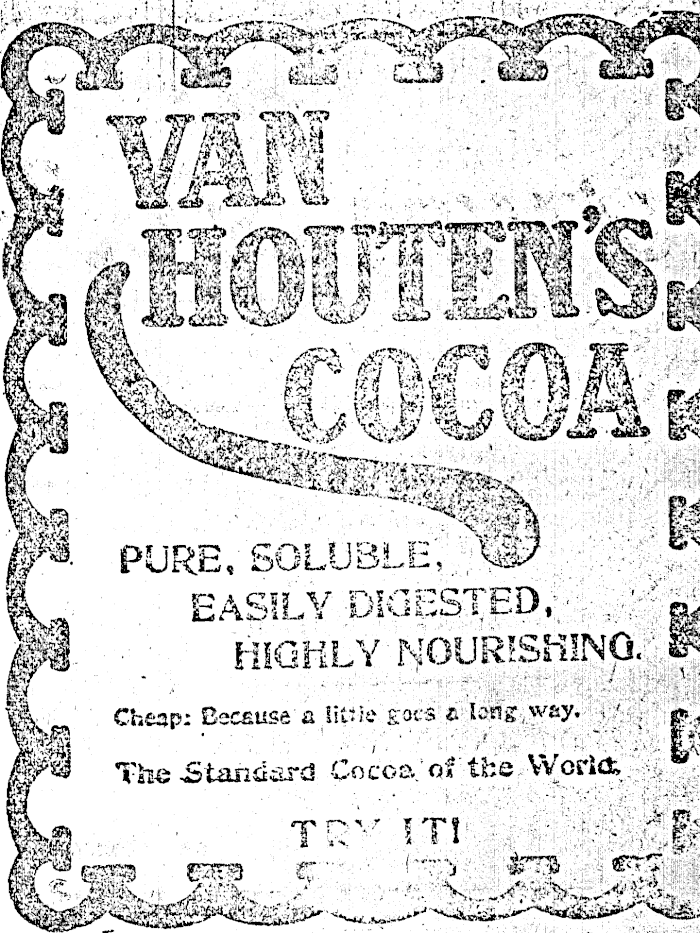 VAN
HOUTEN'S
COCOA
PURE, SOLUBLE,
EASILY DIGESTED,
HIGHLY NOURISHING.
Cheap: Because a little goes a long way.
The Standard Cocoa of the World.
TRY IT!